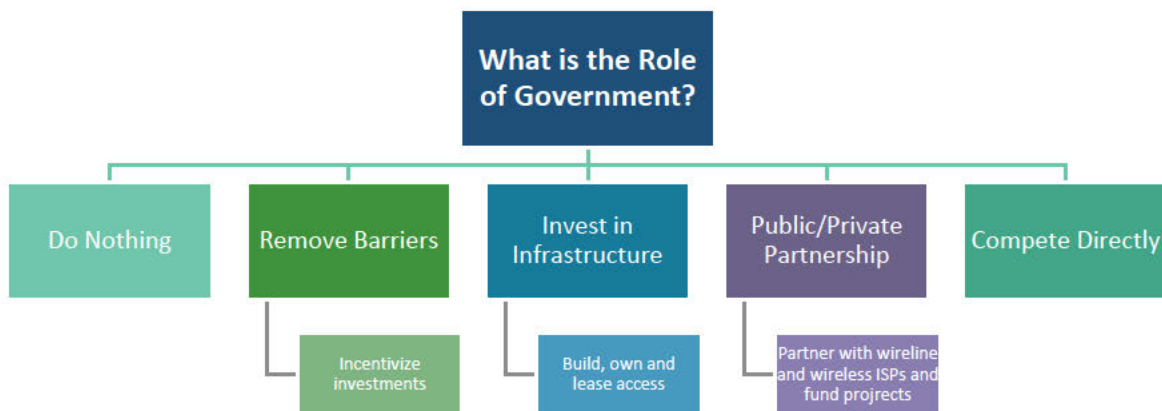 What is the Role
of Government?
Do Nothing
Remove Barriers
Invest in
Infrastructure
Public/Private
Partnership
Compete Directly
Incentivize
investments
Build, own and
lease access
Partner with wireline
and wireless ISPs and
fund projrects